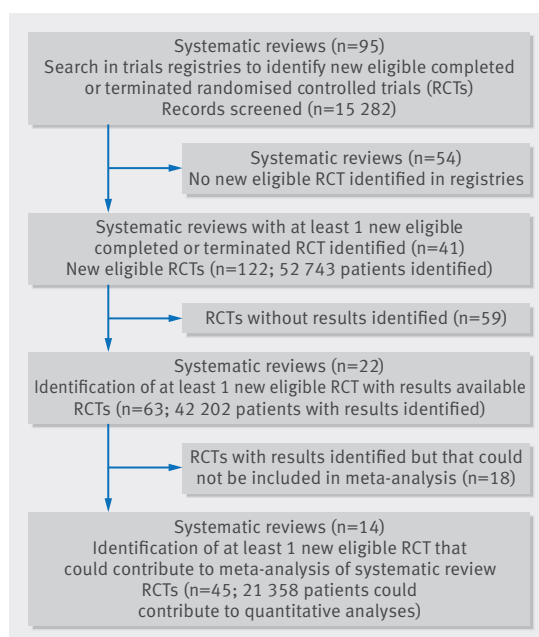 Systematic reviews (n=95)
Search in trials registries to identify new eligible completed
or terminated randomised controlled trials (RCTs)
Records screened (n=15 282)
Systematic reviews (n=54)
No new eligible RCT identified in registries
Systematic reviews with at least 1 new eligible
completed or terminated RCT identified (n=41)
New eligible RCTs (n=122; 52 743 patients identified)
RCTs without results identified (n=59)
Systematic reviews (n=22)
Identification of at least 1 new eligible RCT with results available
RCTs (n=63; 42 202 patients with results identified)
RCTs with results identified but that could
not be included in meta-analysis (n=18)
Systematic reviews (n=14)
Identification of at least 1 new eligible RCT that
could contribute to meta-analysis of systematic review
RCTs (n=45; 21 358 patients could
contribute to quantitative analyses)